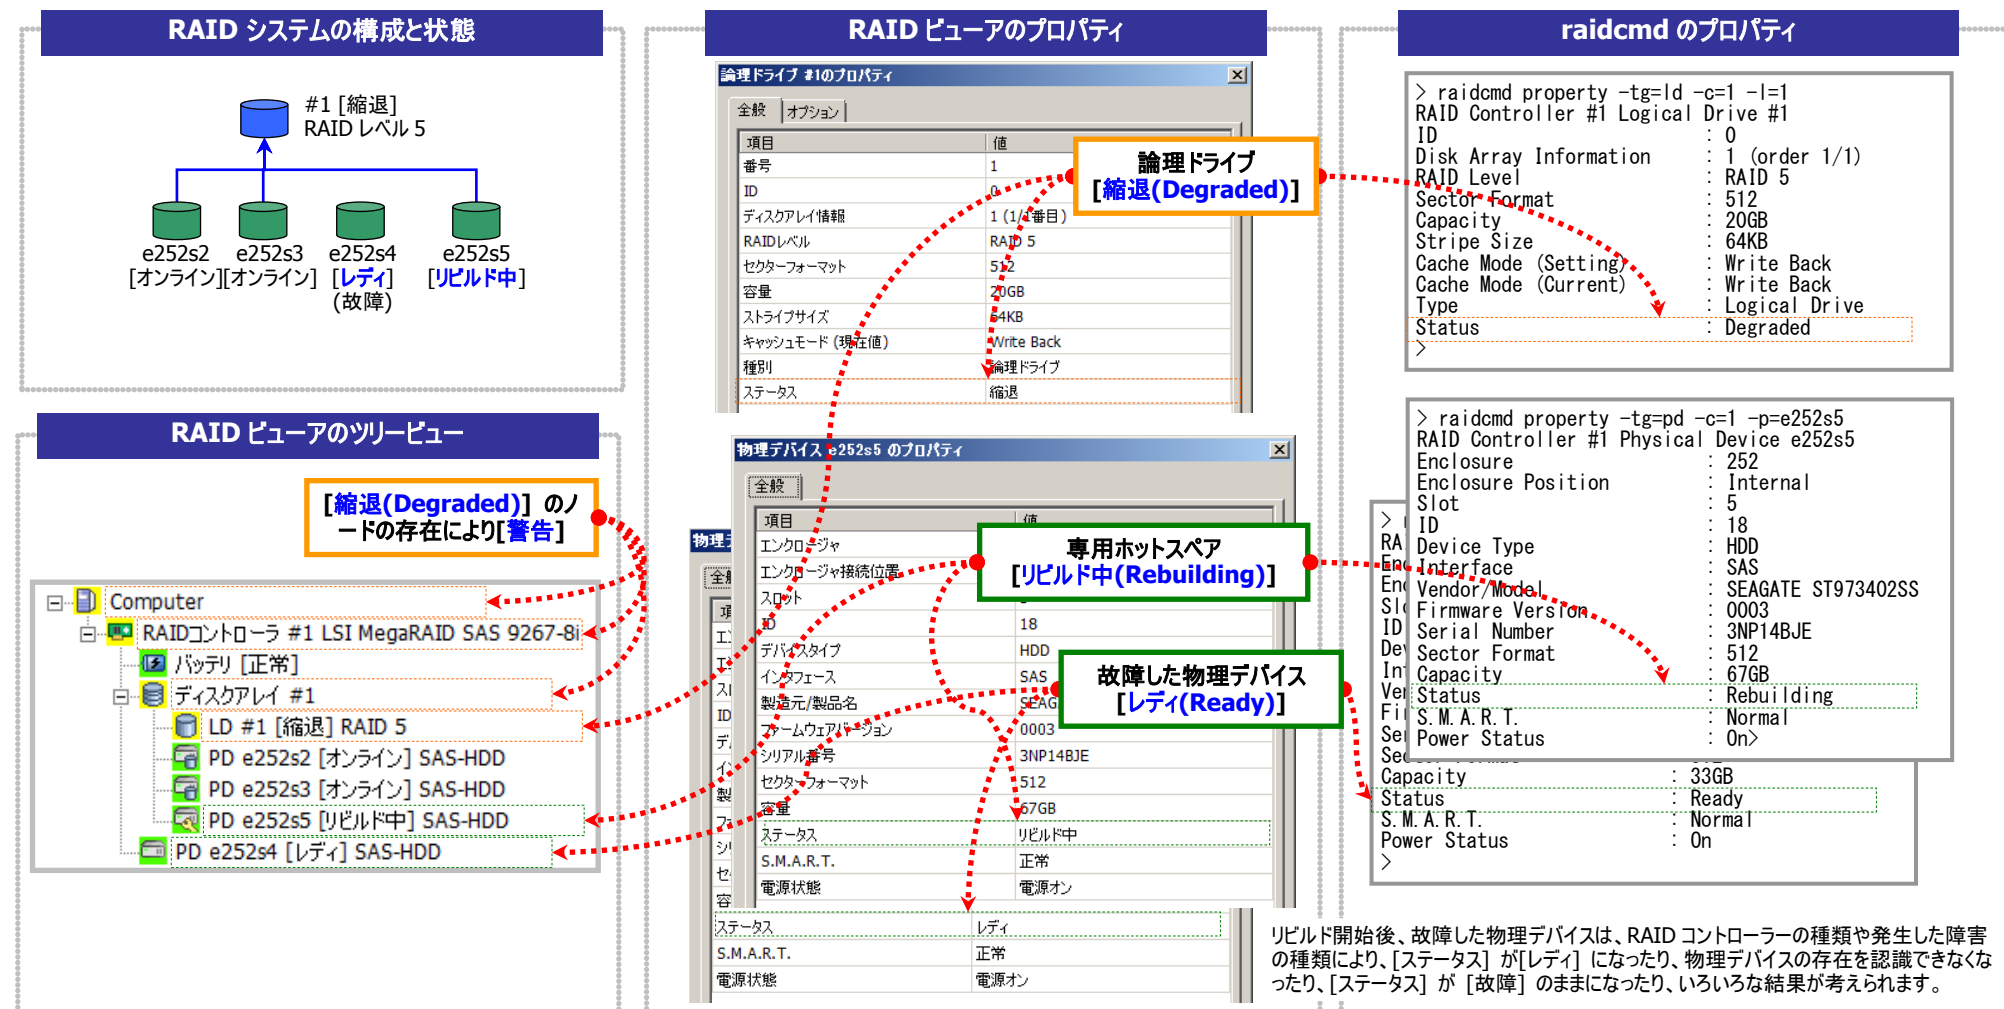 RAID システムの構成と状態
#1 [縮退]
RAID レベル 5
e252s2 e252s3 e252s4 e252s5
[オンライン][オンライン] [レディ] [リビルド中]
(故障)
RAID ビューアのツリービュー
[縮退(Degraded)] のノ
ードの存在により[警告]
Computer
RAIDコントローラ #1 LSI MegaRAID SAS 9267-8i
バッテリ [正常]
ディスクアレイ #1
LD #1 [縮退] RAID 5
PD e252s2 [オンライン] SAS-HDD
PD e252s3 [オンライン] SAS-HDD
PD e252s5 [リビルド中] SAS-HDD
PD e252s4 [レディ] SAS-HDD
RAID ビューアのプロパティ
論理ドライブ #1のプロパティ
全般 オプション
項目 値
番号 1
ID 0
ディスクアレイ情報 1 (1/1番目)
RAIDレベル RAID 5
セクターフォーマット 512
容量 20GB
ストライプサイズ 64KB
キャッシュモード (現在値) Write Back
種別 論理ドライブ
ステータス 縮退
論理ドライブ
[縮退(Degraded)]
物理デバイス e252s5 のプロパティ
全般
項目 値
エンクロージャ
エンクロージャ接続位置
スロット
ID 18
デバイスタイプ HDD
インタフェース SAS
製造元/製品名 SEAG
ファームウェアバージョン 0003
シリアル番号 3NP14BJE
セクターフォーマット 512
容量 67GB
ステータス リビルド中
S.M.A.R.T. 正常
電源状態 電源オン
専用ホットスペア
[リビルド中(Rebuilding)]
故障した物理デバイス
[レディ(Ready)]
ステータス レディ
S.M.A.R.T. 正常
電源状態 電源オン
raidcmd のプロパティ
> raidcmd property -tg=ld -c=1 -l=1
RAID Controller #1 Logical Drive #1
ID : 0
Disk Array Information : 1 (order 1/1)
RAID Level : RAID 5
Sector Format : 512
Capacity : 20GB
Stripe Size : 64KB
Cache Mode (Setting) : Write Back
Cache Mode (Current) : Write Back
Type : Logical Drive
Status : Degraded
>
> raidcmd property -tg=pd -c=1 -p=e252s5
RAID Controller #1 Physical Device e252s5
Enclosure : 252
Enclosure Position : Internal
Slot : 5
ID : 18
Device Type : HDD
Interface : SAS
Vendor/Model : SEAGATE ST973402SS
Firmware Version : 0003
Serial Number : 3NP14BJE
Sector Format : 512
Capacity : 67GB
Status : Rebuilding
S.M.A.R.T. : Normal
Power Status : On>
Capacity : 33GB
Status : Ready
S.M.A.R.T. : Normal
Power Status : On
>
リビルド開始後、故障した物理デバイスは、RAID コントローラーの種類や発生した障害
の種類により、[ステータス] が[レディ] になったり、物理デバイスの存在を認識できなくな
ったり、[ステータス] が [故障] のままになったり、いろいろな結果が考えられます。